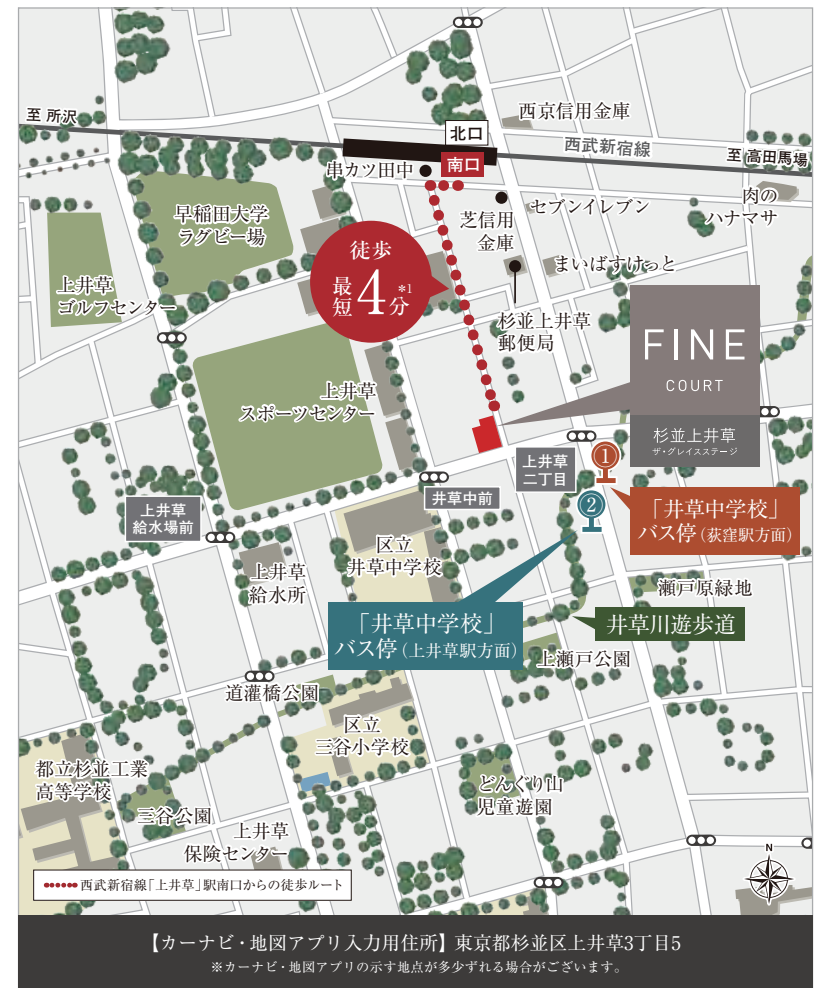 西京信用金庫
至 所沢
北口
西武新宿線
至 高田馬場
串カツ田中
南口
肉の
ハナマサ
セブンイレブン
早稲田大学
ラグビー場
芝信用
金庫
徒歩
最短4分*1
まいばすけっと
上井草
ゴルフセンター
杉並上井草
郵便局
FINE
COURT
杉並上井草
ザ・グレイスステージ
上井草
スポーツセンター
上井草
二丁目
1
井草中前
2
「井草中学校」
バス停(荻窪駅方面)
上井草
給水場前
区立
井草中学校
上井草
給水所
瀬戸原緑地
「井草中学校」
バス停(上井草駅方面)
井草川遊歩道
上瀬戸公園
道灌橋公園
区立
三谷小学校
都立杉並工業
高等学校
どんぐり山
児童遊園
三谷公園
上井草
保険センター
N
西武新宿線「上井草」駅南口からの徒歩ルート
【カーナビ・地図アプリ入力用住所】東京都杉並区上井草3丁目5
※カーナビ・地図アプリの示す地点が多少ずれる場合がございます。